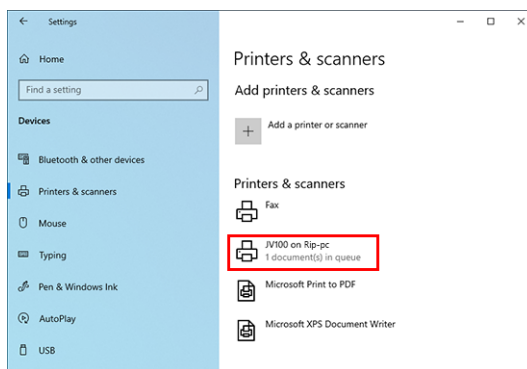 Settings
Home
Find a setting
Devices
Bluetooth & other devices
Printers & scanners
Mouse
Typing
Pen & Windows Ink
AutoPlay
USB
Printers & scanners
Add printers & scanners
Add a printer or scanner
Printers & scanners
Fax
JV100 on Rip-pc
1 document(s) in queue
Microsoft Print to PDF
Microsoft XPS Document Writer